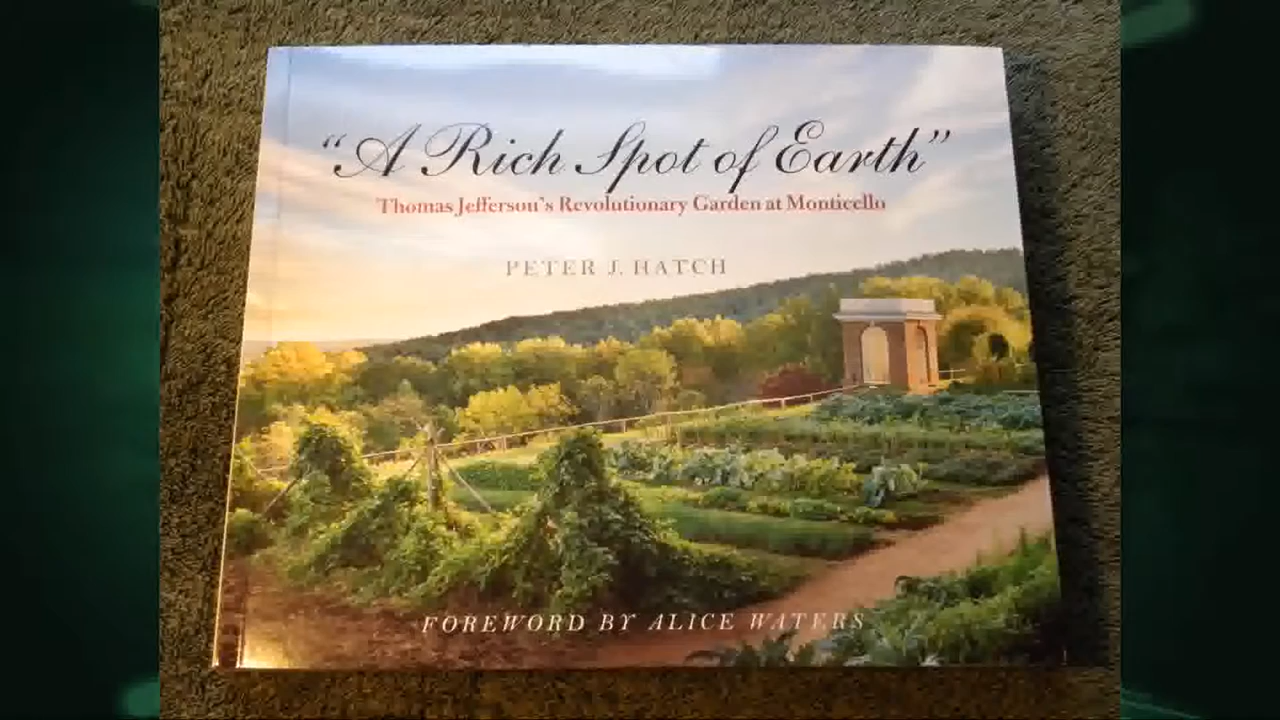 “A Rich Spot of Earth”
Thomas Jefferson's Revolutionary Garden at Monticello
PETER J. HATCH
FOREWORD BY ALICE WATERS